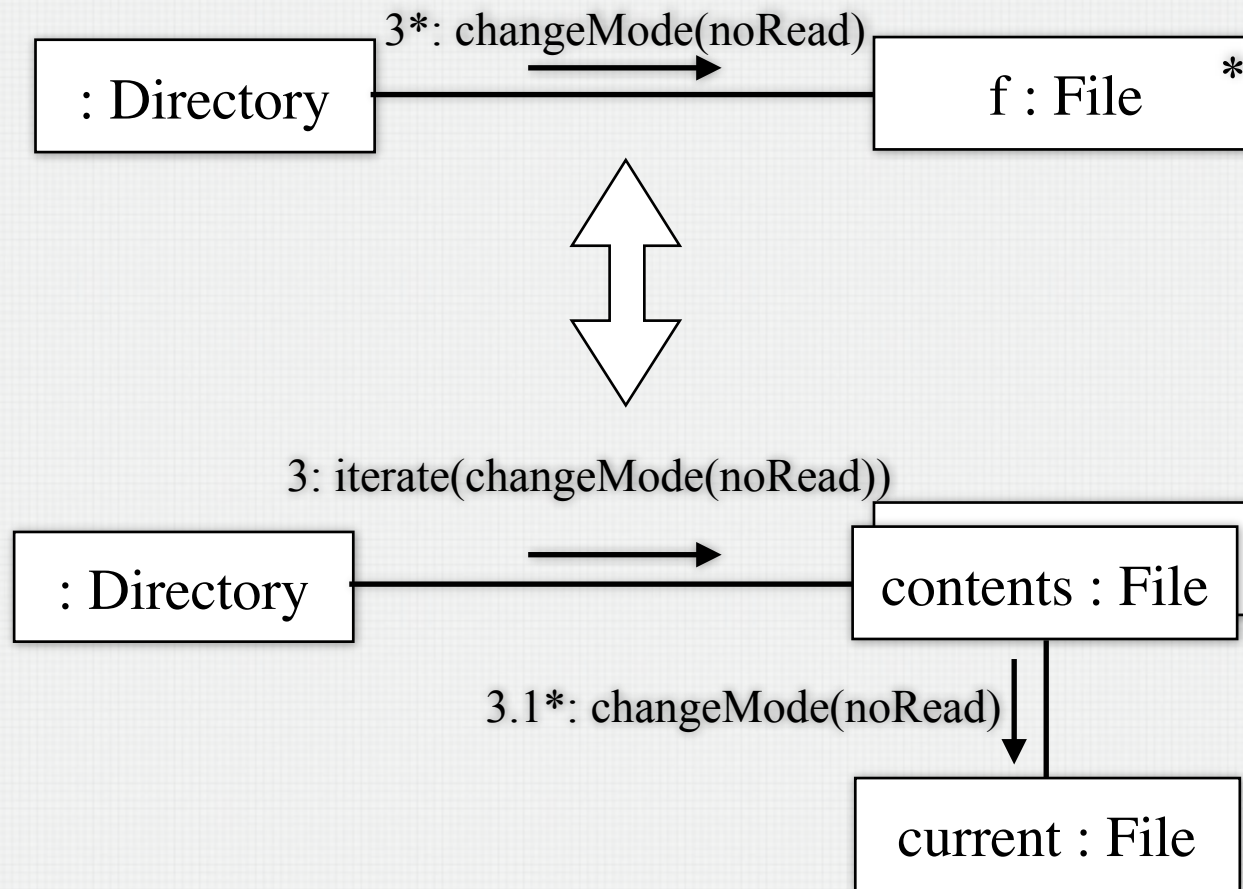 3*: changeMode(noRead)
: Directory
f : File
*
3: iterate(changeMode(noRead))
: Directory
contents : File
3.1*: changeMode(noRead)
current : File